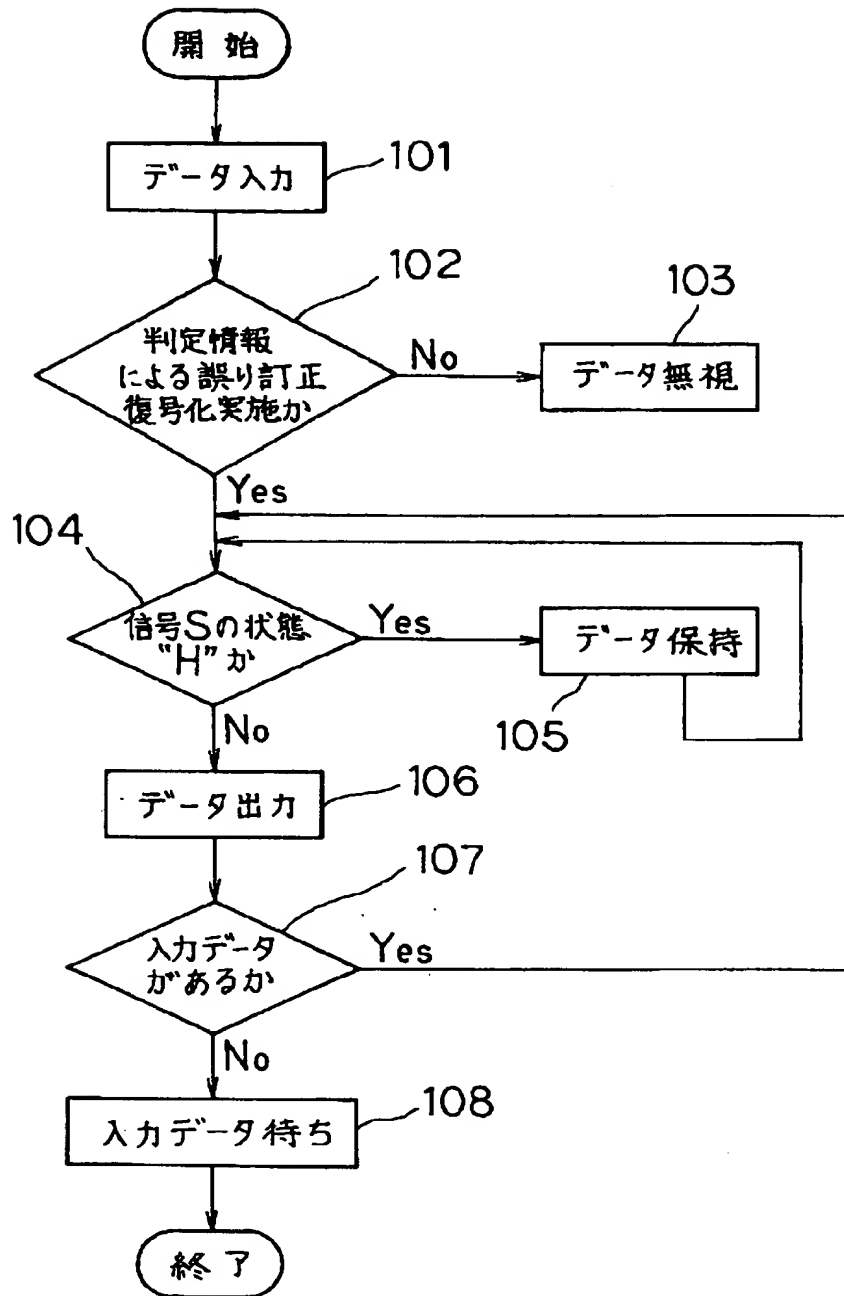 開始
データ入力
101
102
判定情報
による誤り訂正
復号化実施か
No
103
データ無視
Yes
104
信号Sの状態
"H"か
Yes
データ保持
105
No
データ出力
106
107
入力データ
があるか
Yes
No
108
入力データ待ち
終了